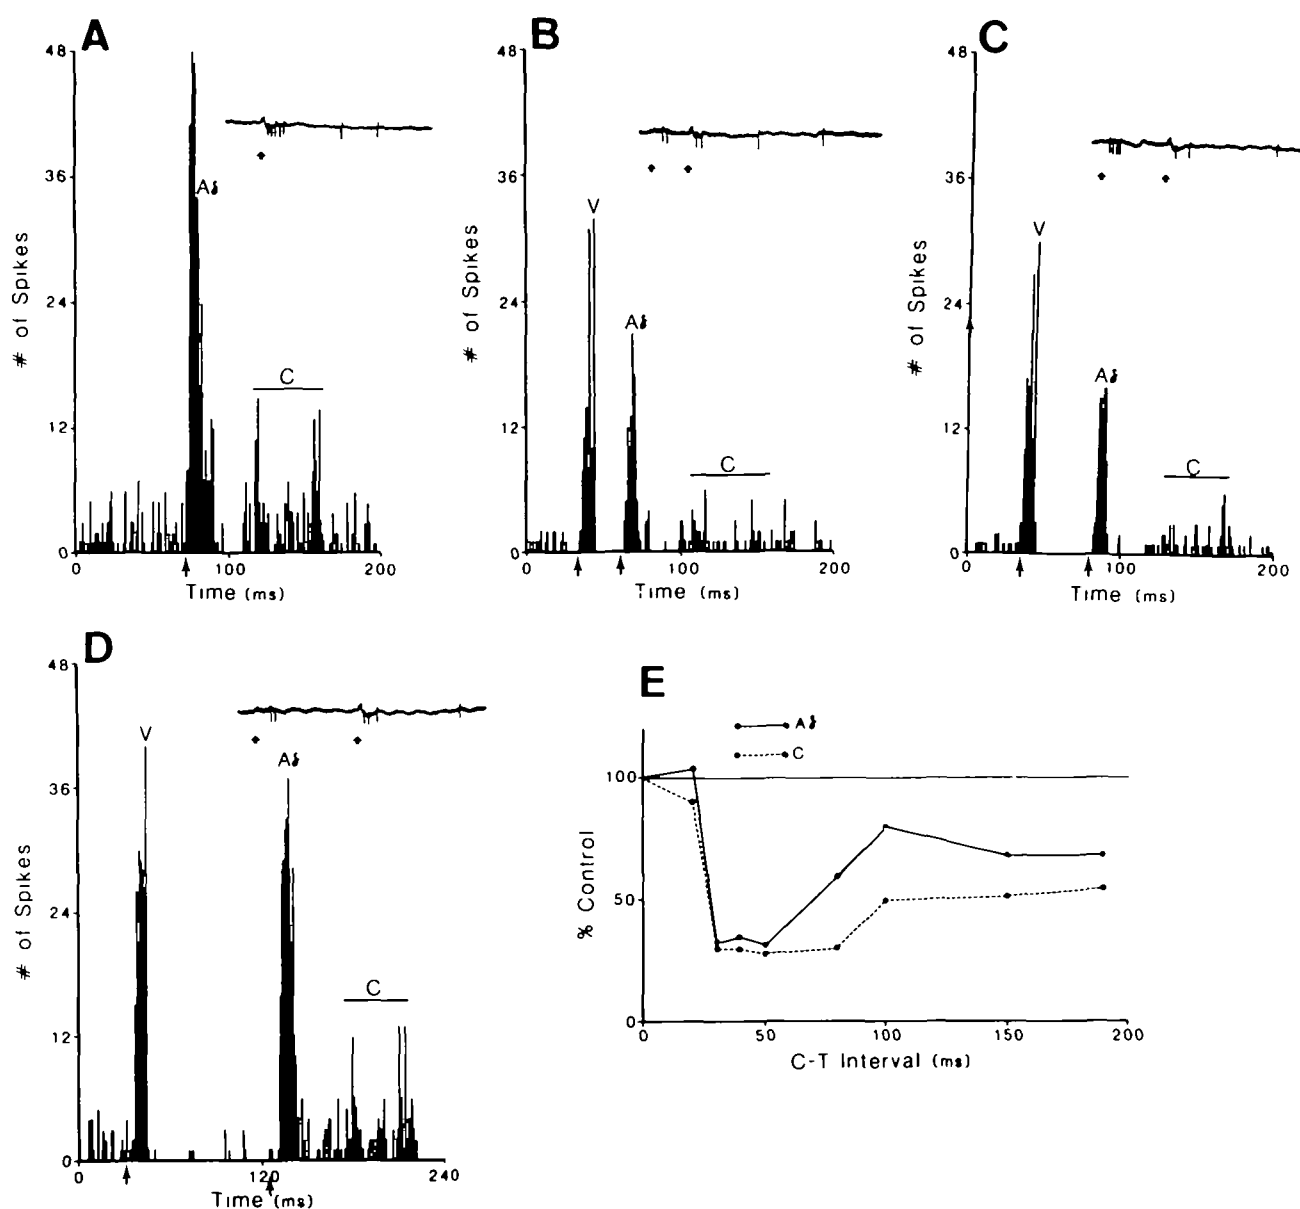 A
48
36
24
12
0
# of Spikes
Aδ
C
0 100 200
Time (ms)
B
48
36
24
12
0
# of Spikes
V
Aδ
C
0 100 200
Time (ms)
C
48
36
24
12
0
# of Spikes
V
Aδ
C
0 100 200
Time (ms)
D
48
36
24
12
0
# of Spikes
V
Aδ
C
0 120 240
Time (ms)
E
Aδ
C
100
50
0
% Control
0 50 100 150 200
C-T Interval (ms)